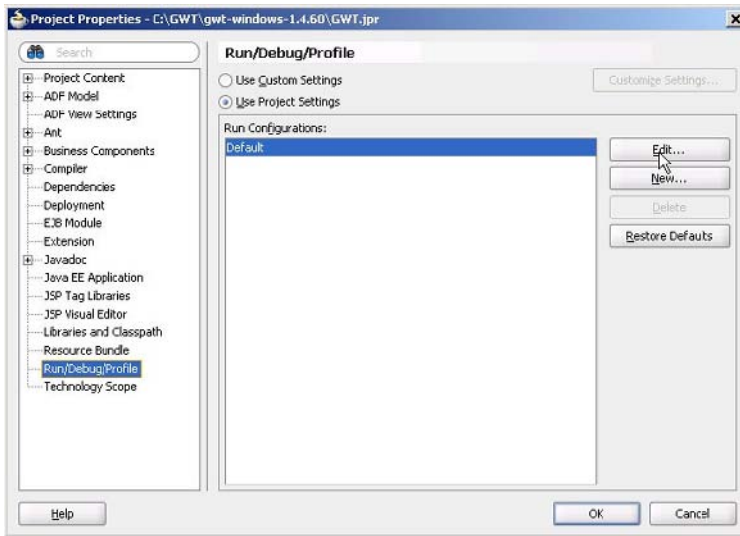 Project Properties - C:\GWT\gwt-windows-1.4.60\GWT.jpr
Search
Project Content
ADF Model
ADF View Settings
Ant
Business Components
Compiler
Dependencies
Deployment
EJB Module
Extension
Javadoc
Java EE Application
JSP Tag Libraries
JSP Visual Editor
Libraries and Classpath
Resource Bundle
Run/Debug/Profile
Technology Scope
Run/Debug/Profile
Use Custom Settings
Customize Settings...
Use Project Settings
Run Configurations:
Default
Edit...
New...
Delete
Restore Defaults
Help
OK
Cancel